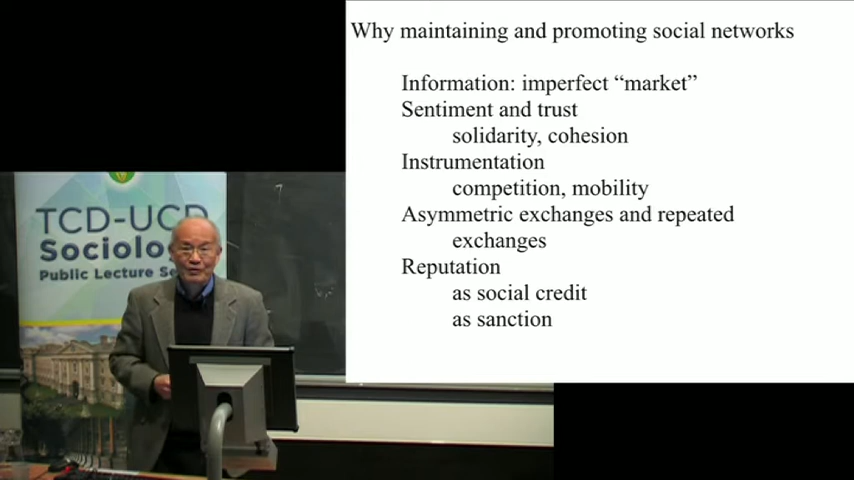 Why maintaining and promoting social networks
Information: imperfect “market”
Sentiment and trust
solidarity, cohesion
Instrumentation
competition, mobility
Asymmetric exchanges and repeated
exchanges
Reputation
as social credit
as sanction
TCD-UCD
Sociolo
Public Lecture Se